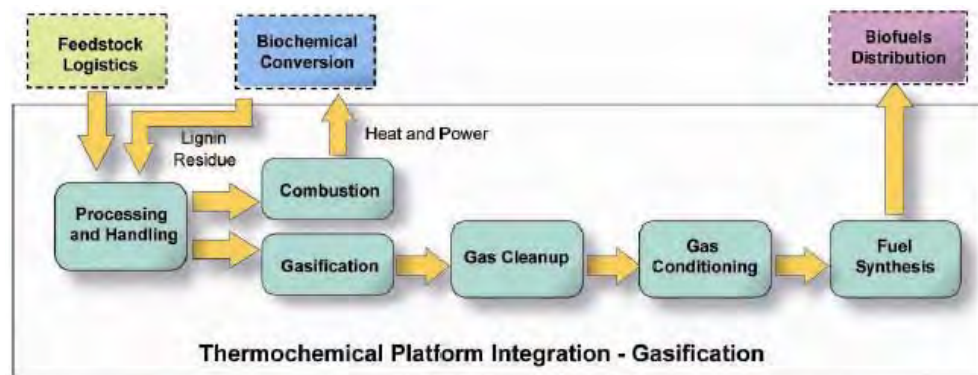 Feedstock
Logistics
Biochemical
Conversion
Biofuels
Distribution
Lignin
Residue
Heat and Power
Processing
and Handling
Combustion
Gasification
Gas Cleanup
Gas
Conditioning
Fuel
Synthesis
Thermochemical Platform Integration - Gasification